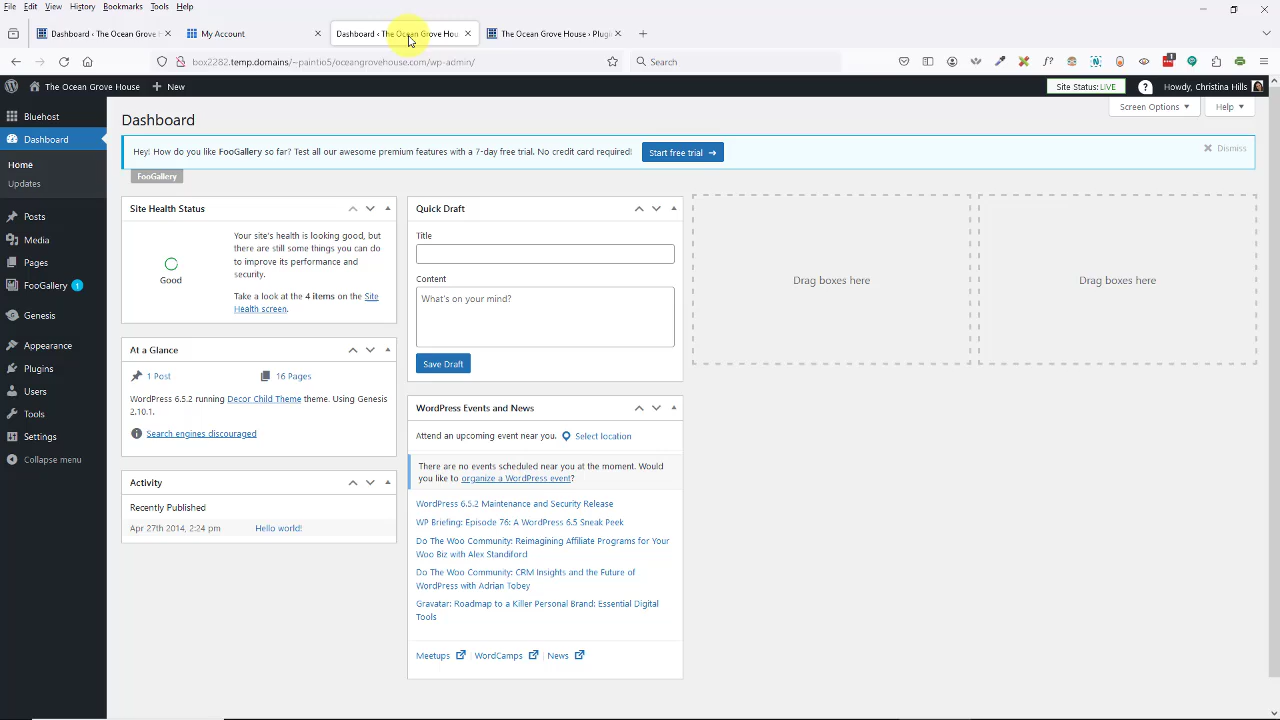 File Edit View History Bookmarks Tools Help
Dashboard ‹ The Ocean Grove H
My Account
Dashboard ‹ The Ocean Grove Hou
The Ocean Grove House › Plugi
box2282.temp.domains/~paintio5/oceangrovehouse.com/wp-admin/
Search
The Ocean Grove House
New
Site Status: LIVE
Howdy, Christina Hills
Bluehost
Dashboard
Home
Updates
Posts
Media
Pages
FooGallery 1
Genesis
Appearance
Plugins
Users
Tools
Settings
Collapse menu
Screen Options
Help
Dashboard
Hey! How do you like FooGallery so far? Test all our awesome premium features with a 7-day free trial. No credit card required!
Start free trial →
Dismiss
FooGallery
Site Health Status
Good
Your site's health is looking good, but
there are still some things you can do
to improve its performance and
security.
Take a look at the 4 items on the Site
Health screen.
At a Glance
1 Post
16 Pages
WordPress 6.5.2 running Decor Child Theme theme. Using Genesis
2.10.1.
Search engines discouraged
Activity
Recently Published
Apr 27th 2014, 2:24 pm
Hello world!
Quick Draft
Title
Content
What's on your mind?
Save Draft
WordPress Events and News
Attend an upcoming event near you.
Select location
There are no events scheduled near you at the moment. Would
you like to organize a WordPress event?
WordPress 6.5.2 Maintenance and Security Release
WP Briefing: Episode 76: A WordPress 6.5 Sneak Peek
Do The Woo Community: Reimagining Affiliate Programs for Your
Woo Biz with Alex Standiford
Do The Woo Community: CRM Insights and the Future of
WordPress with Adrian Tobey
Gravatar: Roadmap to a Killer Personal Brand: Essential Digital
Tools
Meetups
WordCamps
News
Drag boxes here
Drag boxes here